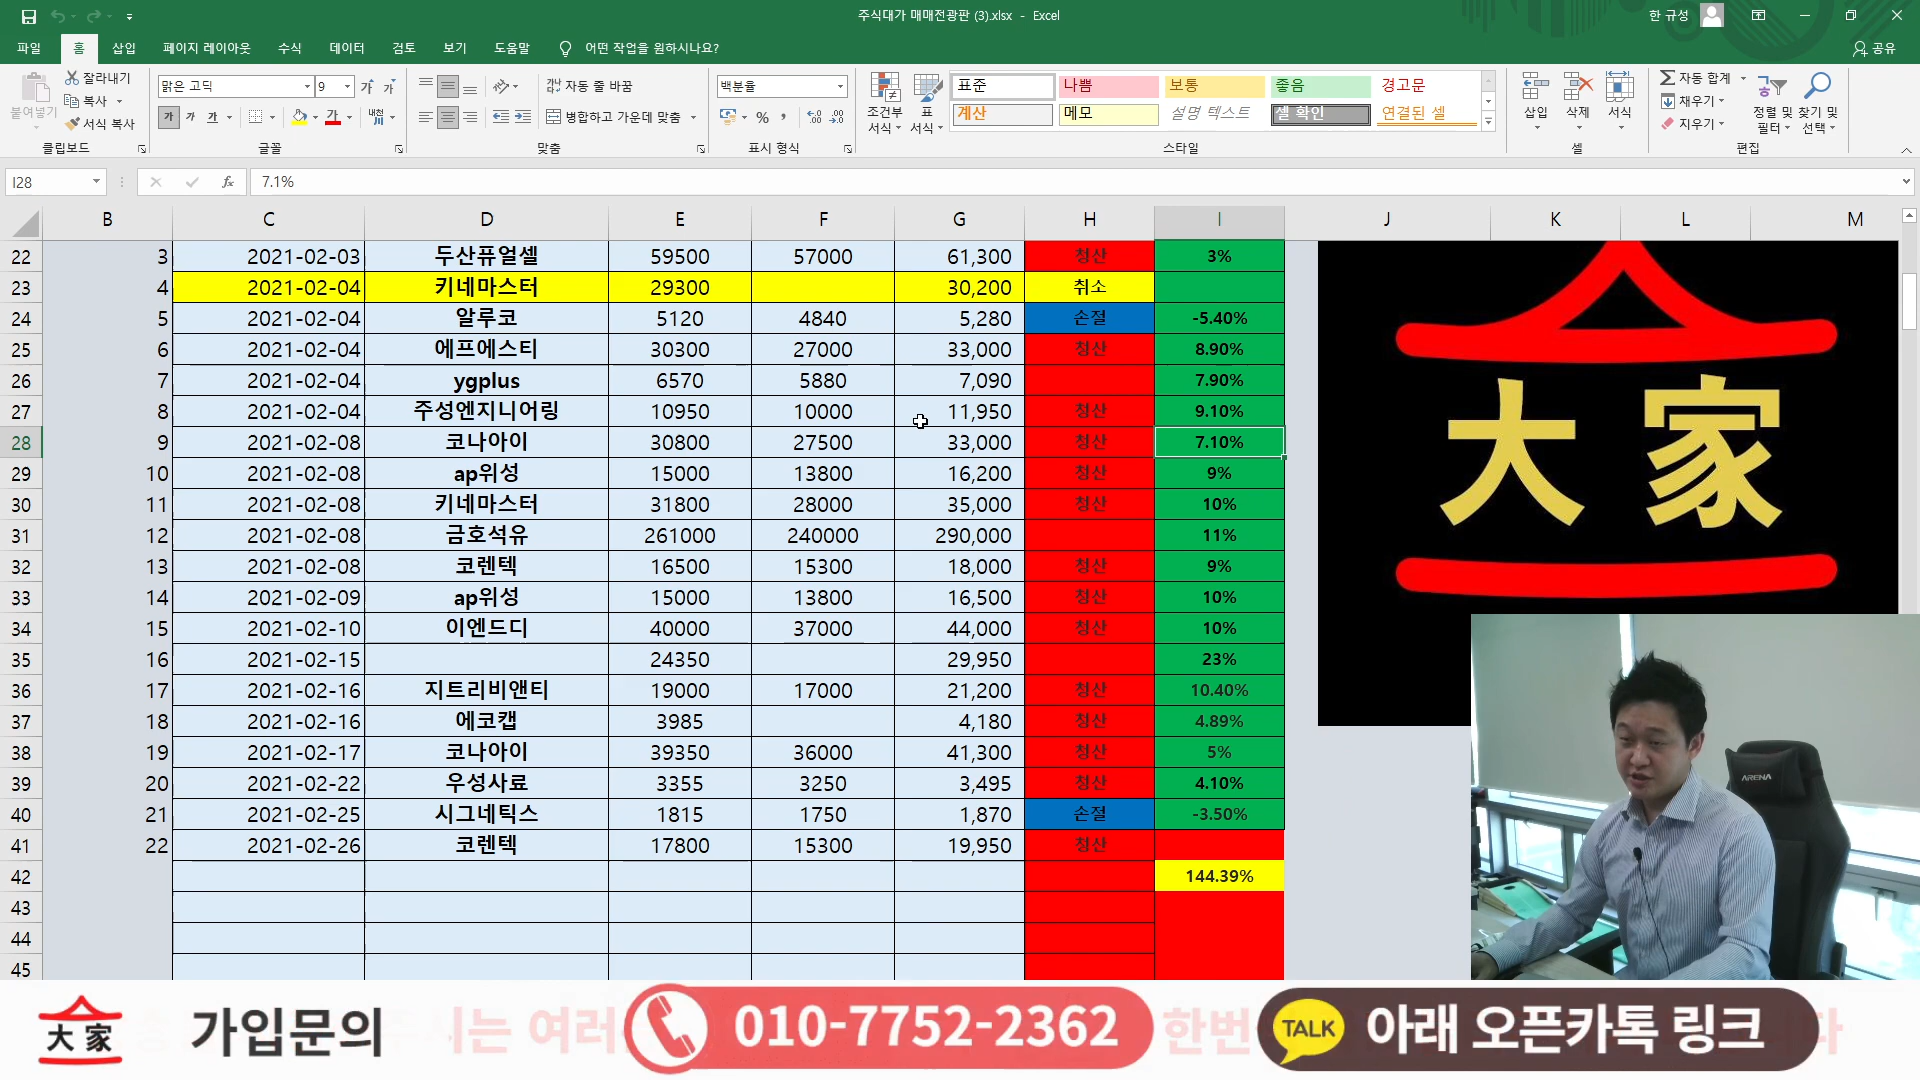 주식대가 매매전광판 (3).xlsx - Excel
한 규성
파일 홈 삽입 페이지 레이아웃 수식 데이터 검토 보기 도움말 어떤 작업을 원하시나요? 공유
붙여넣기 잘라내기 복사 서식 복사 클립보드
맑은 고딕 9 가 가 가 가 가 가 내천 글꼴
자동 줄 바꿈 병합하고 가운데 맞춤 맞춤
백분율 % 표시 형식
조건부 서식 표 서식
표준 나쁨 보통 좋음 경고문
계산 메모 설명 텍스트 셀 확인 연결된 셀
스타일
삽입 삭제 서식 셀
자동 합계 채우기 지우기 정렬 및 필터 찾기 및 선택 편집
I28 fx 7.1%
B C D E F G H I J K L M
22 3 2021-02-03 두산퓨얼셀 59500 57000 61,300 청산 3%
23 4 2021-02-04 키네마스터 29300 30,200 취소
24 5 2021-02-04 알루코 5120 4840 5,280 손절 -5.40%
25 6 2021-02-04 에프에스티 30300 27000 33,000 청산 8.90%
26 7 2021-02-04 ygplus 6570 5880 7,090 7.90%
27 8 2021-02-04 주성엔지니어링 10950 10000 11,950 청산 9.10%
28 9 2021-02-08 코나아이 30800 27500 33,000 청산 7.10%
29 10 2021-02-08 ap위성 15000 13800 16,200 청산 9%
30 11 2021-02-08 키네마스터 31800 28000 35,000 청산 10%
31 12 2021-02-08 금호석유 261000 240000 290,000 11%
32 13 2021-02-08 코렌텍 16500 15300 18,000 청산 9%
33 14 2021-02-09 ap위성 15000 13800 16,500 청산 10%
34 15 2021-02-10 이엔드디 40000 37000 44,000 청산 10%
35 16 2021-02-15 24350 29,950 23%
36 17 2021-02-16 지트리비앤티 19000 17000 21,200 청산 10.40%
37 18 2021-02-16 에코캡 3985 4,180 청산 4.89%
38 19 2021-02-17 코나아이 39350 36000 41,300 청산 5%
39 20 2021-02-22 우성사료 3355 3250 3,495 청산 4.10%
40 21 2021-02-25 시그네틱스 1815 1750 1,870 손절 -3.50%
41 22 2021-02-26 코렌텍 17800 15300 19,950 청산
42 144.39%
43
44
45
大家
ARENA
大家 가입문의 시는 여러 010-7752-2362 한번 TALK 아래 오픈카톡 링크 다